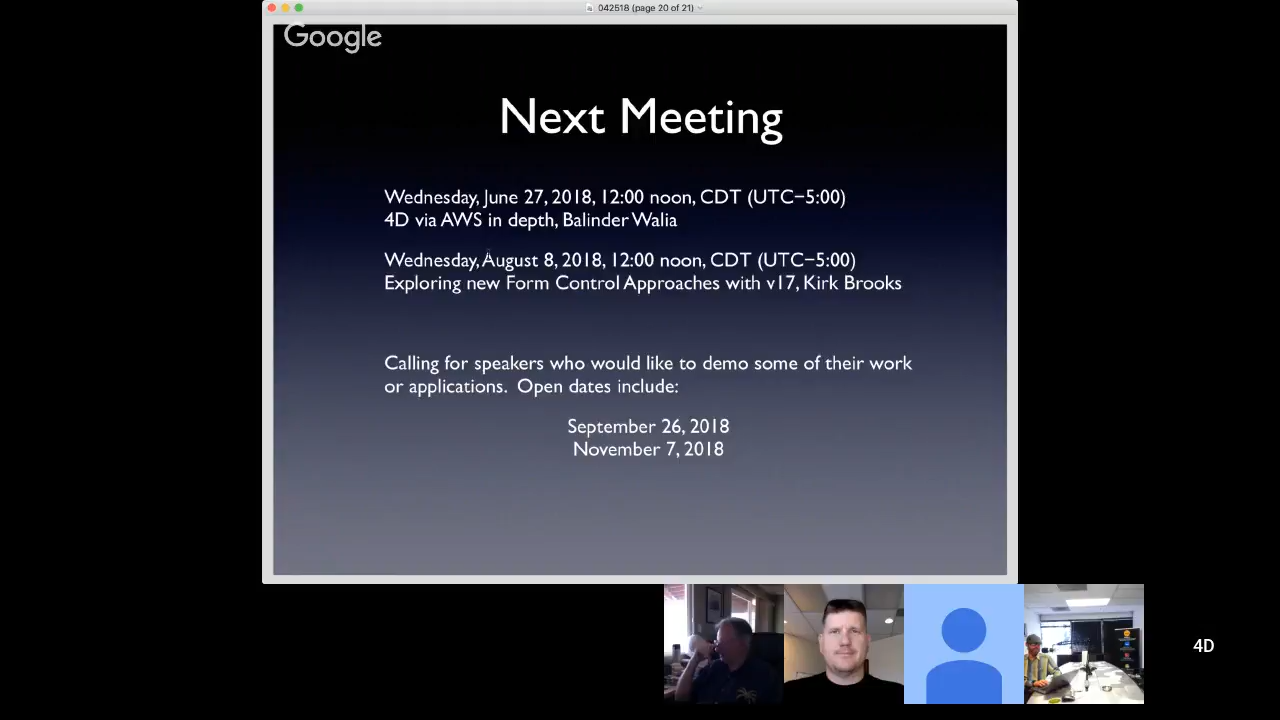 042518 (page 20 of 21)
Google
Next Meeting
Wednesday, June 27, 2018, 12:00 noon, CDT (UTC−5:00)
4D via AWS in depth, Balinder Walia
Wednesday, August 8, 2018, 12:00 noon, CDT (UTC−5:00)
Exploring new Form Control Approaches with v17, Kirk Brooks
Calling for speakers who would like to demo some of their work
or applications. Open dates include:
September 26, 2018
November 7, 2018
4D